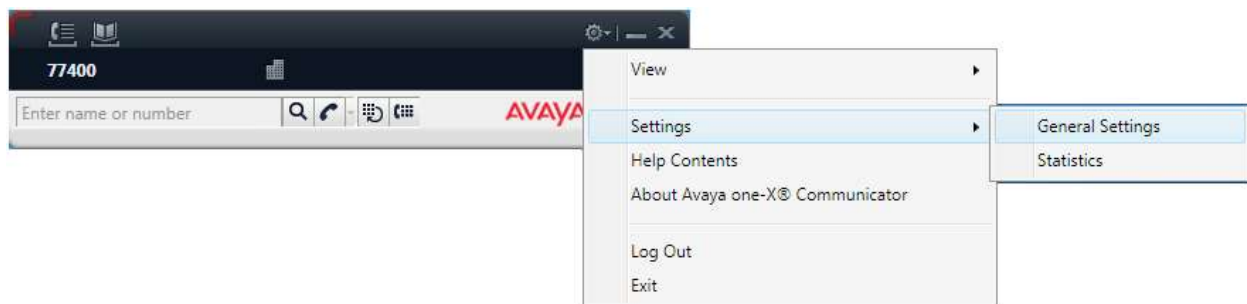 77400
View
Enter name or number
AVAYA
Settings
General Settings
Help Contents
Statistics
About Avaya one-X® Communicator
Log Out
Exit